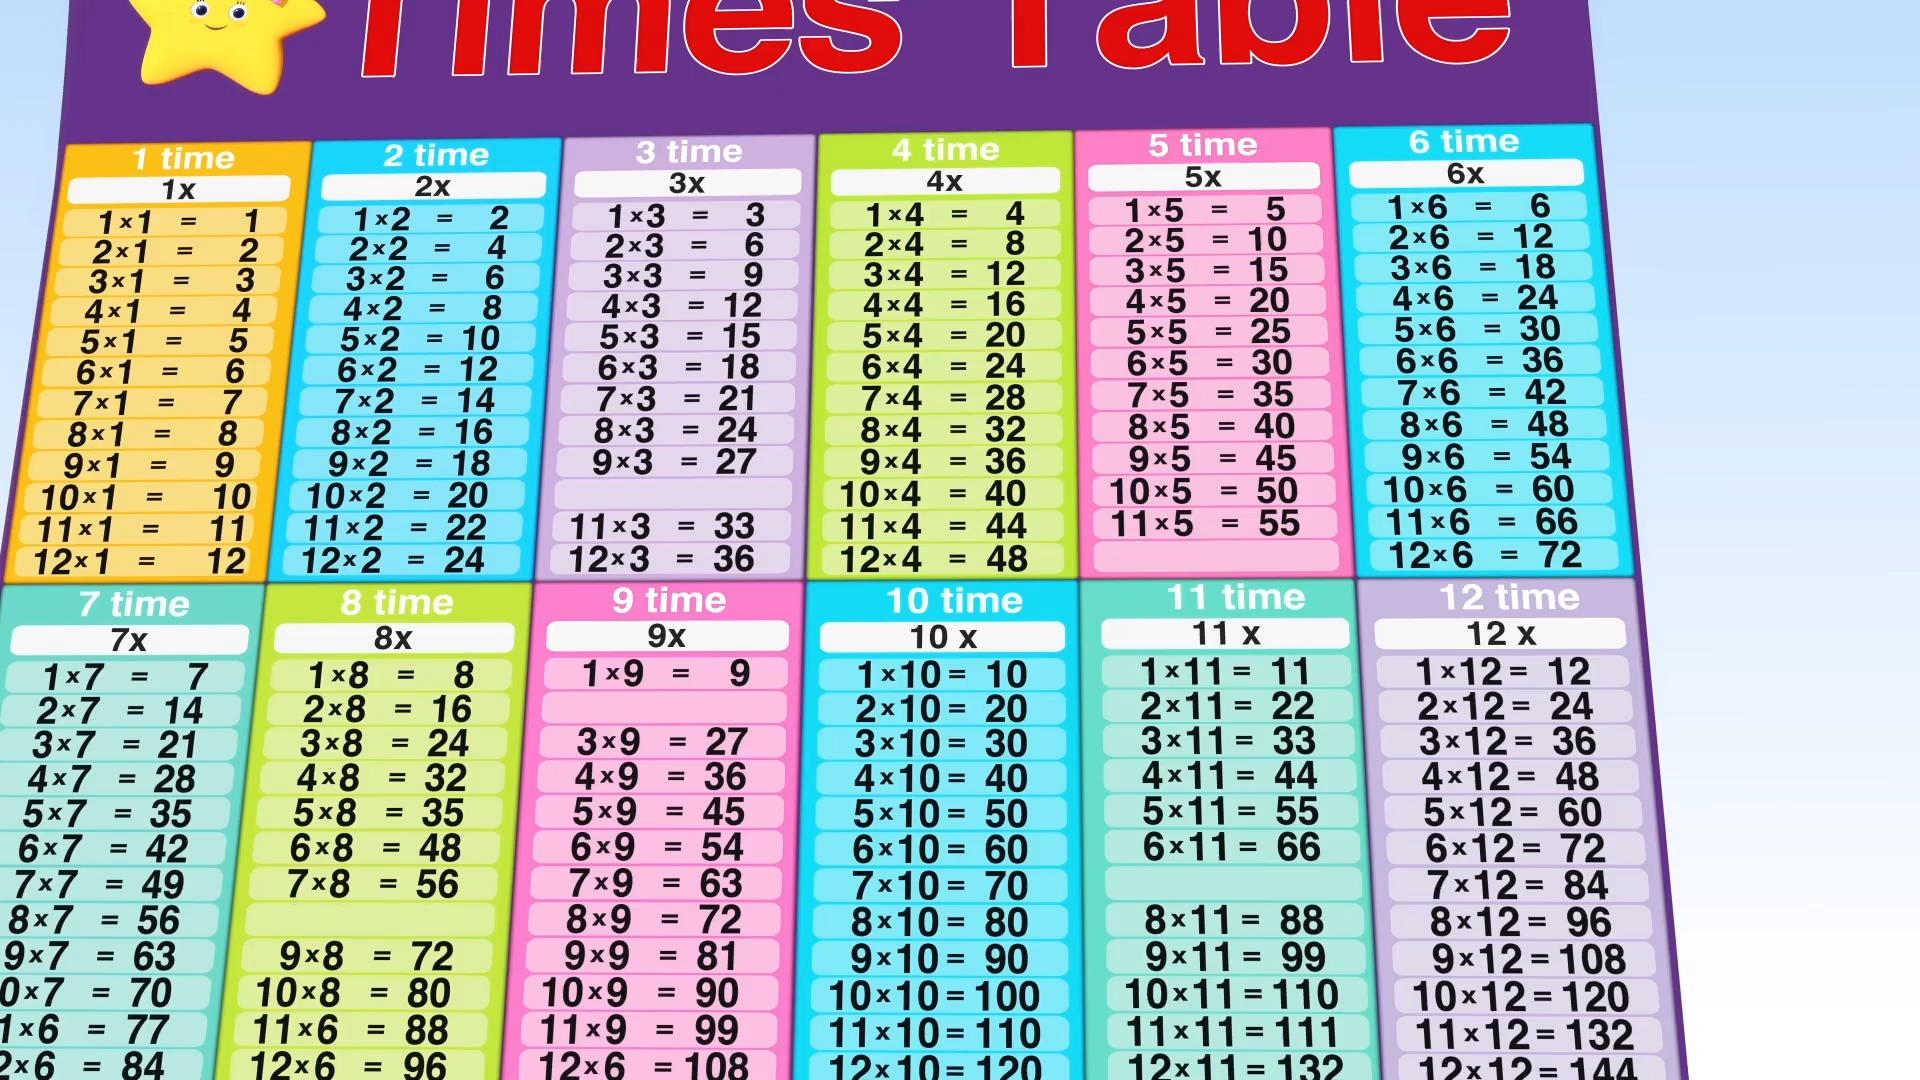 Times Table
1 time
1x
1×1 = 1
2×1 = 2
3×1 = 3
4×1 = 4
5×1 = 5
6×1 = 6
7×1 = 7
8×1 = 8
9×1 = 9
10×1 = 10
11×1 = 11
12×1 = 12
2 time
2x
1×2 = 2
2×2 = 4
3×2 = 6
4×2 = 8
5×2 = 10
6×2 = 12
7×2 = 14
8×2 = 16
9×2 = 18
10×2 = 20
11×2 = 22
12×2 = 24
3 time
3x
1×3 = 3
2×3 = 6
3×3 = 9
4×3 = 12
5×3 = 15
6×3 = 18
7×3 = 21
8×3 = 24
9×3 = 27
11×3 = 33
12×3 = 36
4 time
4x
1×4 = 4
2×4 = 8
3×4 = 12
4×4 = 16
5×4 = 20
6×4 = 24
7×4 = 28
8×4 = 32
9×4 = 36
10×4 = 40
11×4 = 44
12×4 = 48
5 time
5x
1×5 = 5
2×5 = 10
3×5 = 15
4×5 = 20
5×5 = 25
6×5 = 30
7×5 = 35
8×5 = 40
9×5 = 45
10×5 = 50
11×5 = 55
6 time
6x
1×6 = 6
2×6 = 12
3×6 = 18
4×6 = 24
5×6 = 30
6×6 = 36
7×6 = 42
8×6 = 48
9×6 = 54
10×6 = 60
11×6 = 66
12×6 = 72
7 time
7x
1×7 = 7
2×7 = 14
3×7 = 21
4×7 = 28
5×7 = 35
6×7 = 42
7×7 = 49
8×7 = 56
9×7 = 63
0×7 = 70
1×6 = 77
2×6 = 84
8 time
8x
1×8 = 8
2×8 = 16
3×8 = 24
4×8 = 32
5×8 = 35
6×8 = 48
7×8 = 56
9×8 = 72
10×8 = 80
11×6 = 88
12×6 = 96
9 time
9x
1×9 = 9
3×9 = 27
4×9 = 36
5×9 = 45
6×9 = 54
7×9 = 63
8×9 = 72
9×9 = 81
10×9 = 90
11×9 = 99
12×6 = 108
10 time
10 x
1×10 = 10
2×10 = 20
3×10 = 30
4×10 = 40
5×10 = 50
6×10 = 60
7×10 = 70
8×10 = 80
9×10 = 90
10×10 = 100
11×10 = 110
12×10 = 120
11 time
11 x
1×11 = 11
2×11 = 22
3×11 = 33
4×11 = 44
5×11 = 55
6×11 = 66
8×11 = 88
9×11 = 99
10×11 = 110
11×11 = 111
12×11 = 132
12 time
12 x
1×12 = 12
2×12 = 24
3×12 = 36
4×12 = 48
5×12 = 60
6×12 = 72
7×12 = 84
8×12 = 96
9×12 = 108
10×12 = 120
11×12 = 132
12×12 = 144